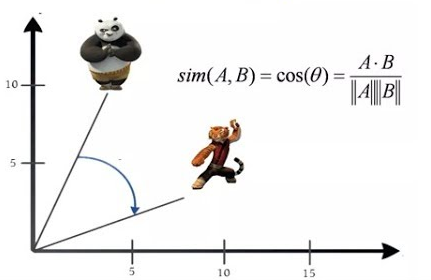 10
sim(A, B) = cos(θ) = A · B / ‖A‖‖B‖
5
5 10 15